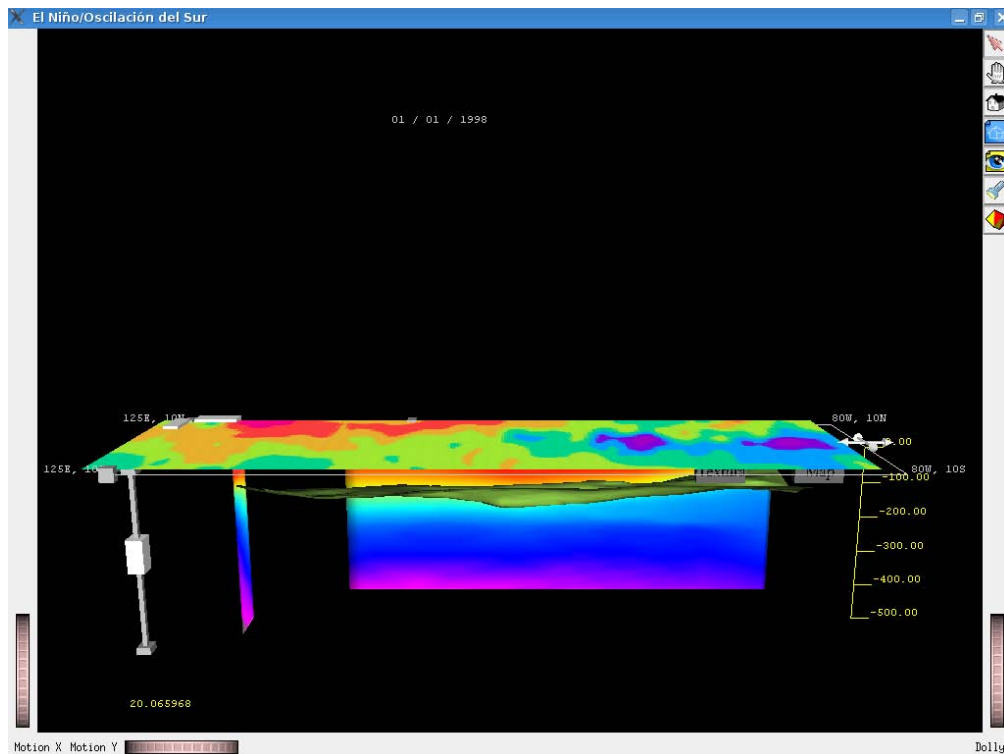 El Niño/Oscilación del Sur
01 / 01 / 1998
125E, 10N
80W, 10N
0.00
125E, 10
80W, 10S
-100.00
Map
-200.00
-300.00
-400.00
-500.00
20.065968
Motion X Motion Y
Dolly